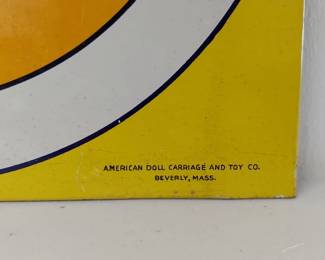 AMERICAN DOLL CARRIAGE AND TOY CO.
BEVERLY, MASS.